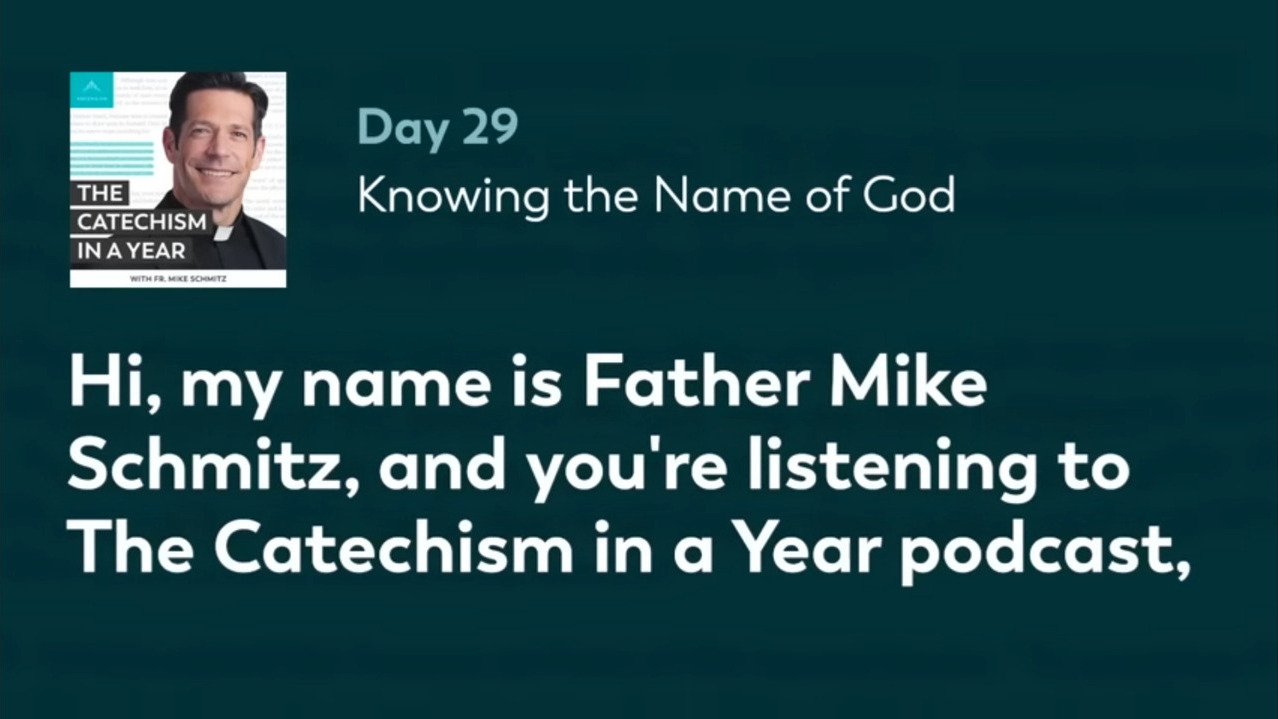 THE
CATECHISM
IN A YEAR
WITH FR. MIKE SCHMITZ
Day 29
Knowing the Name of God
Hi, my name is Father Mike
Schmitz, and you're listening to
The Catechism in a Year podcast,